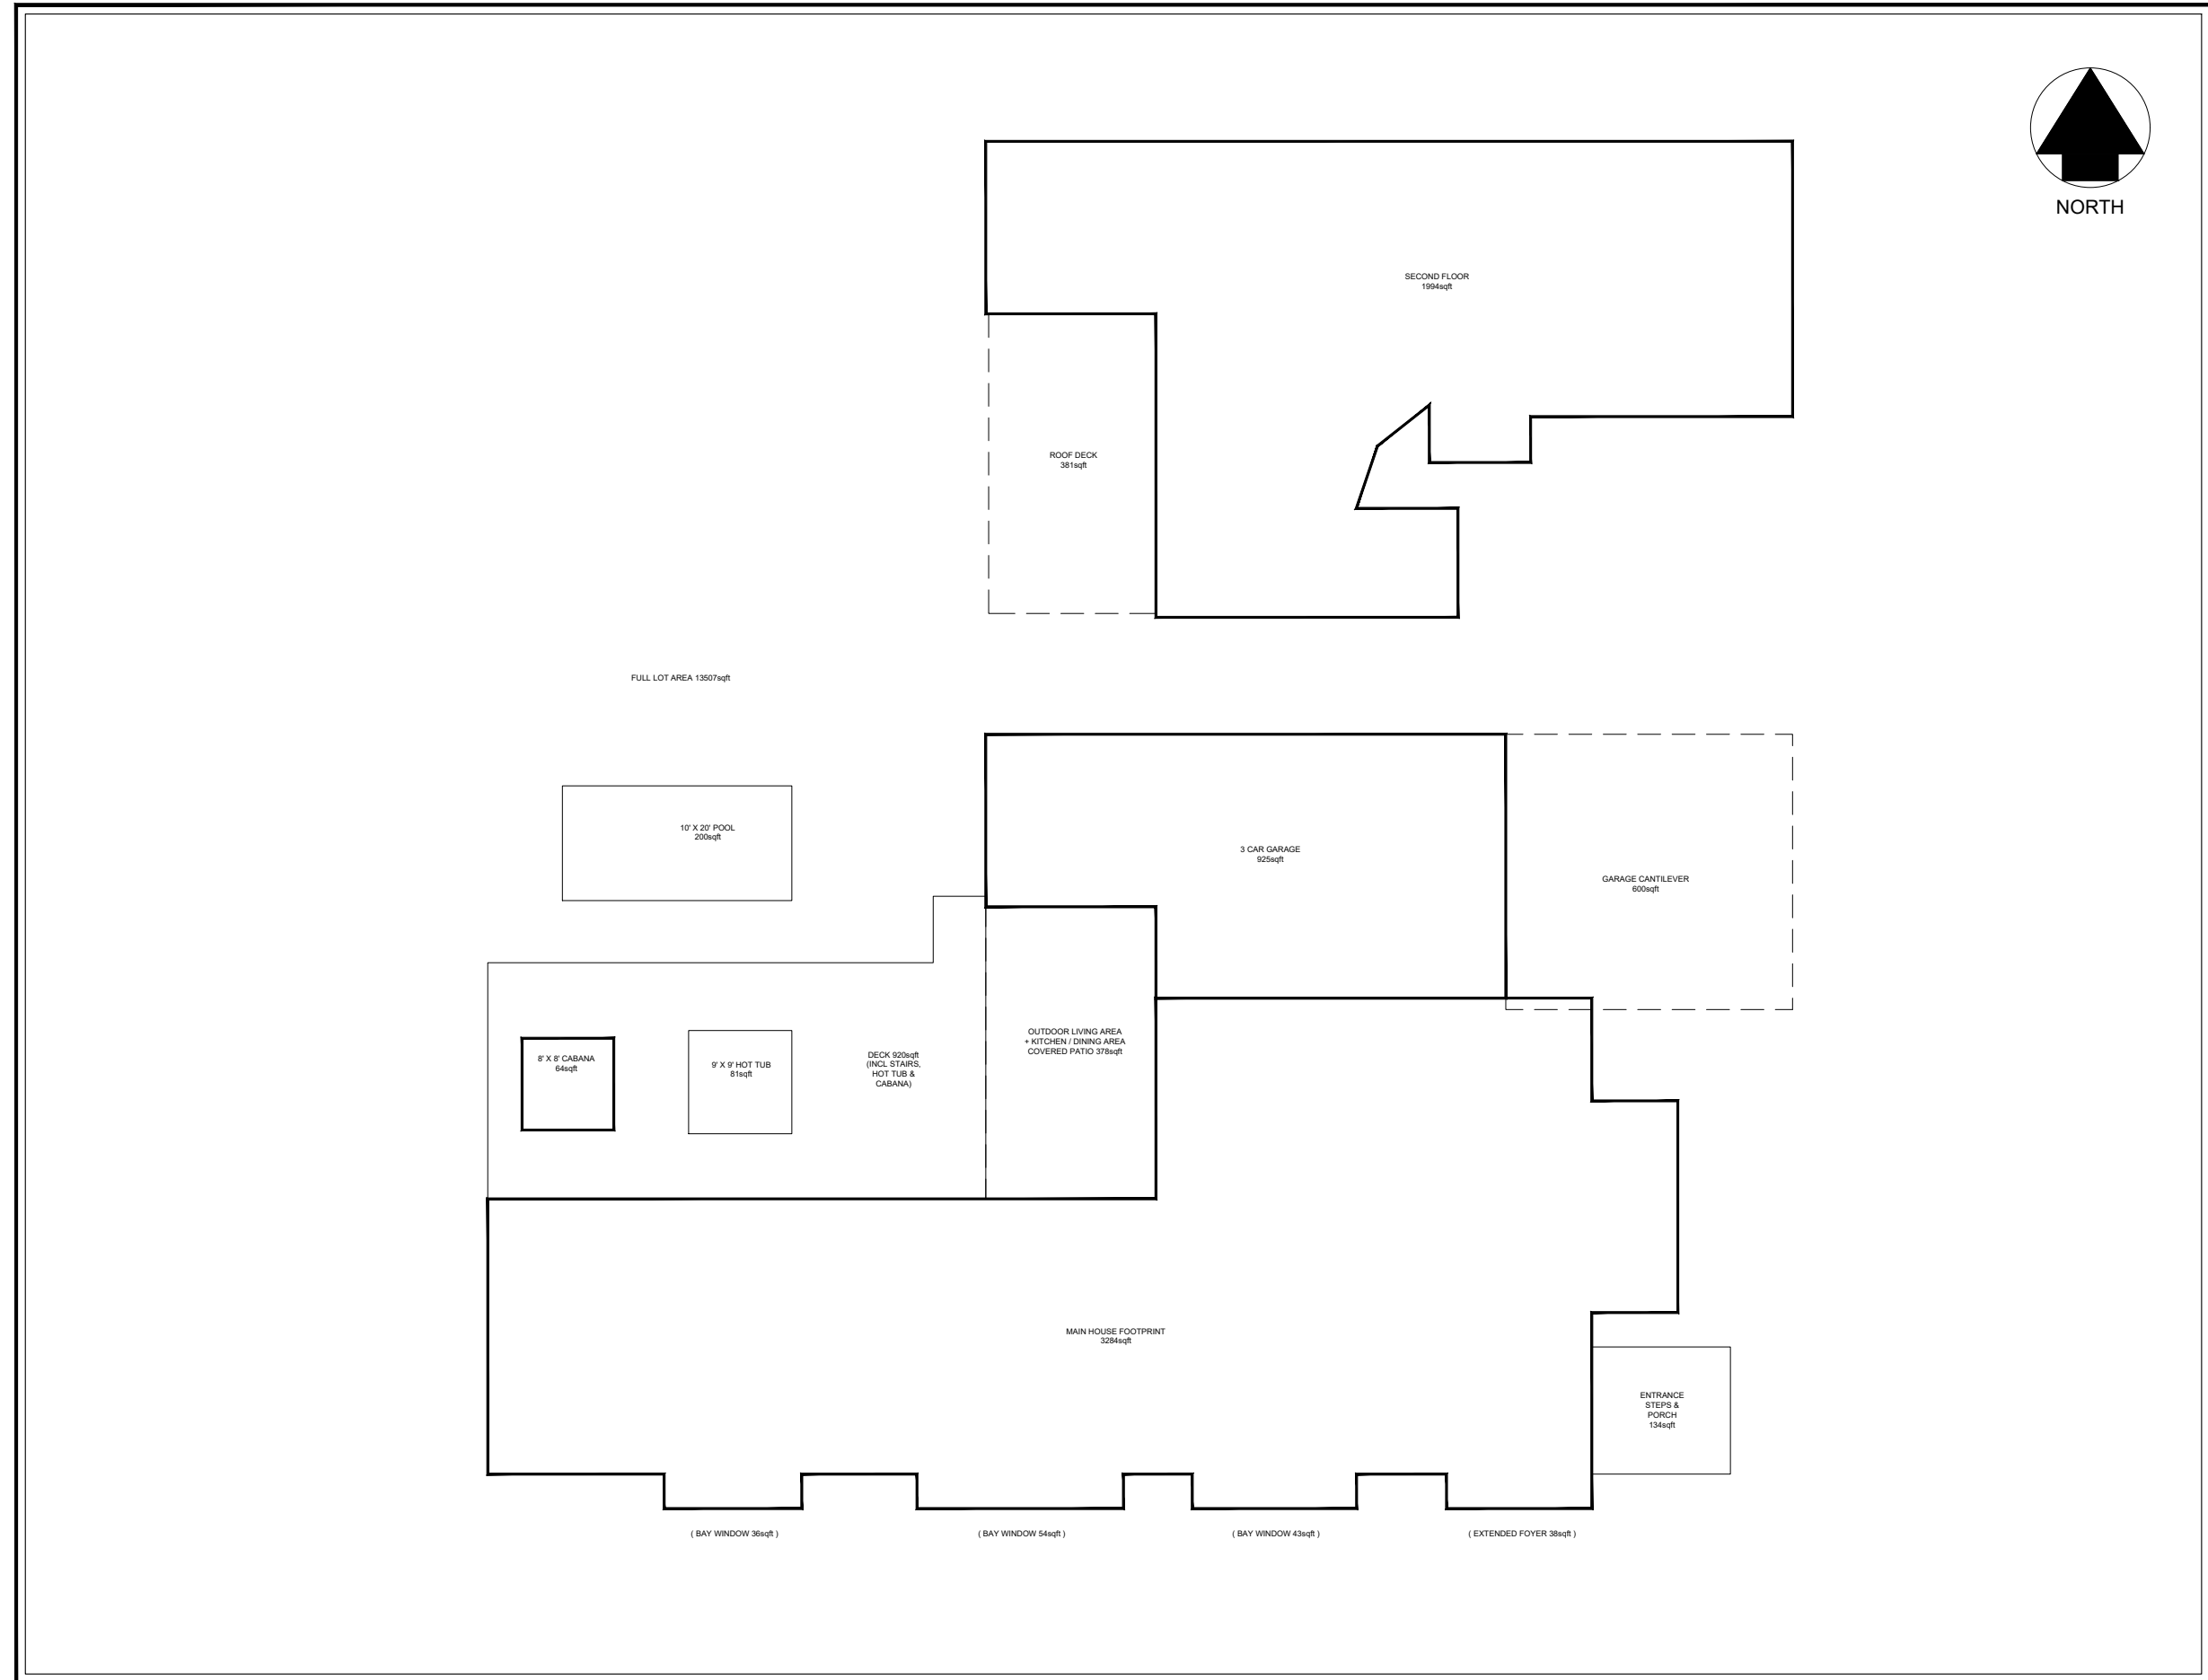 NORTH
SECOND FLOOR
1994sqft
ROOF DECK
381sqft
FULL LOT AREA 13507sqft
10' X 20' POOL
200sqft
3 CAR GARAGE
925sqft
GARAGE CANTILEVER
600sqft
8' X 8' CABANA
64sqft
9' X 9' HOT TUB
81sqft
DECK 920sqft
(INCL STAIRS,
HOT TUB &
CABANA)
OUTDOOR LIVING AREA
+ KITCHEN / DINING AREA
COVERED PATIO 378sqft
MAIN HOUSE FOOTPRINT
3284sqft
ENTRANCE
STEPS &
PORCH
134sqft
( BAY WINDOW 36sqft )
( BAY WINDOW 54sqft )
( BAY WINDOW 43sqft )
( EXTENDED FOYER 38sqft )